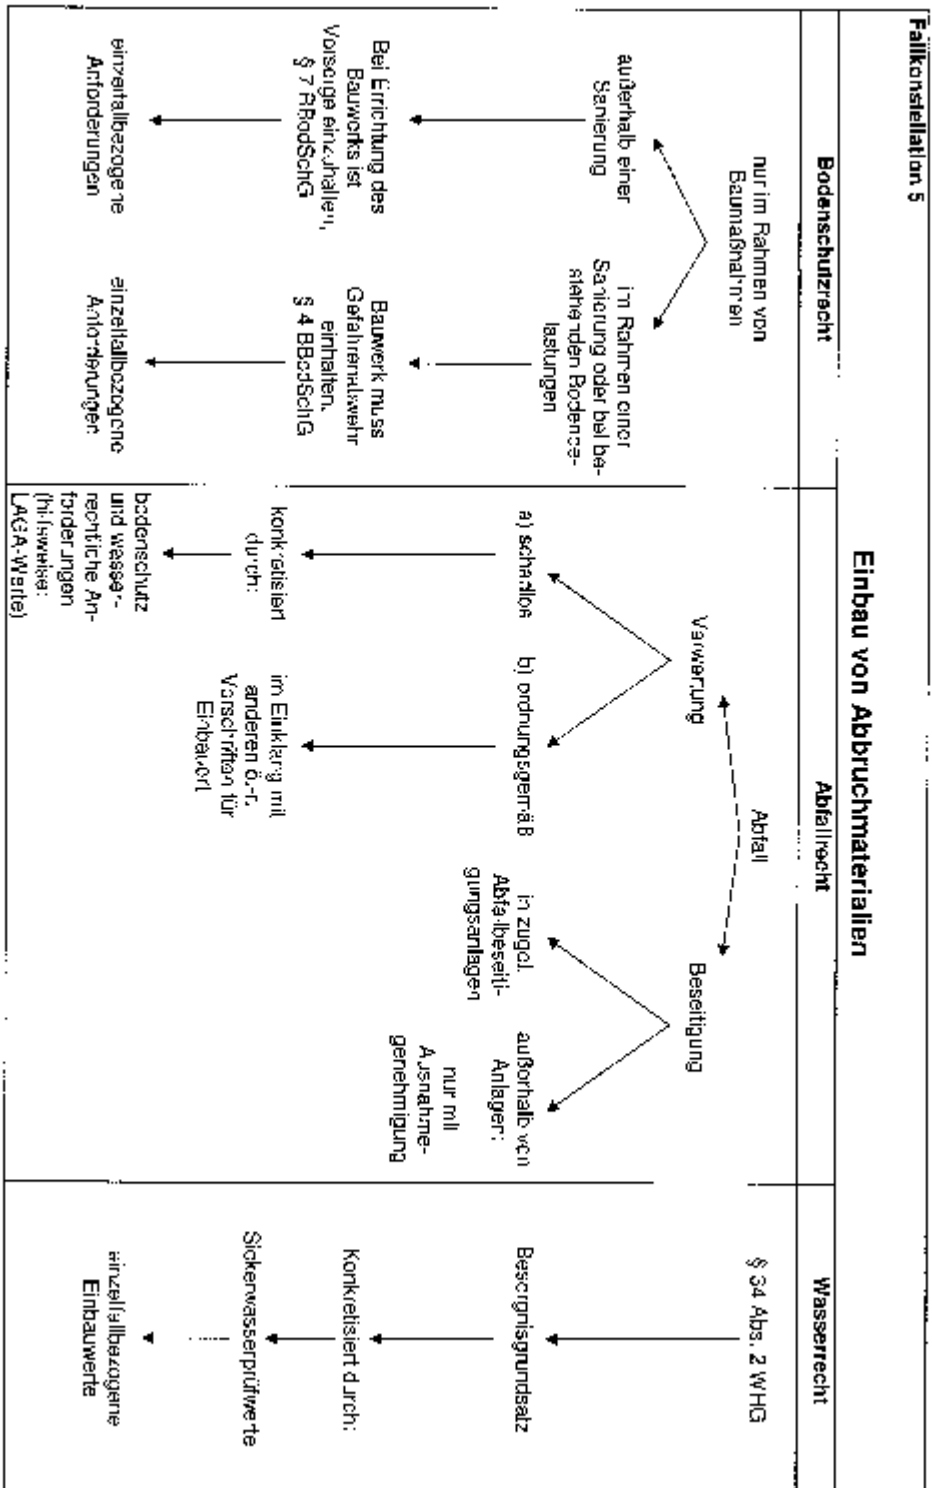 Fallkonstellation 5
Einbau von Abbruchmaterialien
Bodenschutzrecht
nur im Rahmen von
Baumaßnahmen
außerhalb einer
Sanierung
Bei Errichtung des
Bauwerks ist
Vorsorge einzuhalten,
§ 7 BBodSchG
einzelfallbezogene
Anforderungen
im Rahmen einer
Sanierung oder bei be-
stehenden Bodenbe-
lastungen
Bauwerk muss
Gefahrenabwehr
einhalten,
§ 4 BBodSchG
einzelfallbezogene
Anforderungen
Abfallrecht
Abfall
Verwertung
a) schadlos
konkretisiert
durch:
bodenschutz
und wasser-
rechtliche An-
forderungen
(hilfsweise:
LAGA-Werte)
b) ordnungsgemäß
im Einklang mit
anderen ö.-r.
Vorschriften für
Einbauort
Beseitigung
in zugel.
Abfallbeseiti-
gungsanlagen
außerhalb von
Anlagen:
nur mit
Ausnahme-
genehmigung
Wasserrecht
§ 34 Abs. 2 WHG
Besorgnisgrundsatz
Konkretisiert durch:
Sickerwasserprüfwerte
einzelfallbezogene
Einbauwerte